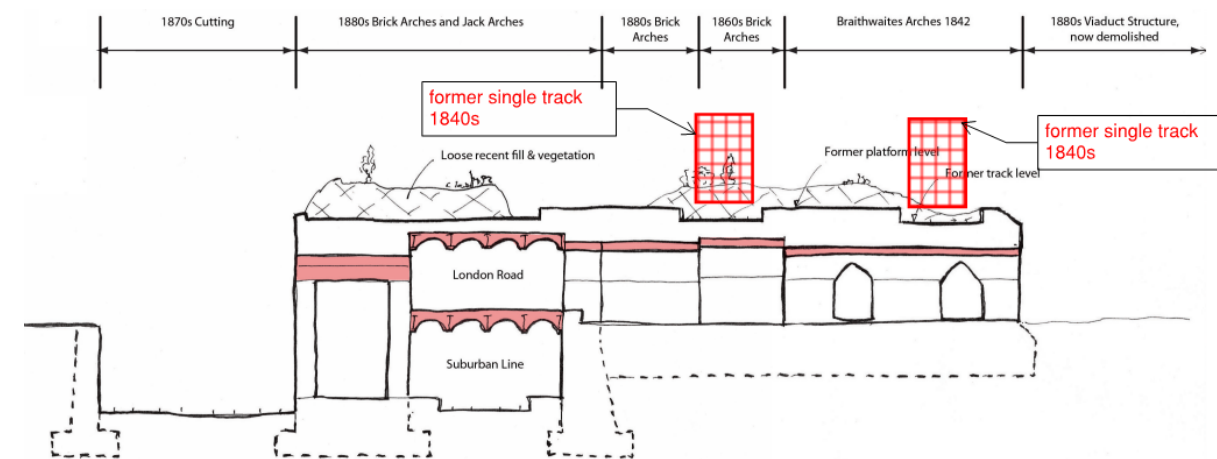 1870s Cutting
1880s Brick Arches and Jack Arches
1880s Brick
Arches
1860s Brick
Arches
Braithwaites Arches 1842
1880s Viaduct Structure,
now demolished
former single track
1840s
former single track
1840s
Loose recent fill & vegetation
Former platform level
Former track level
London Road
Suburban Line